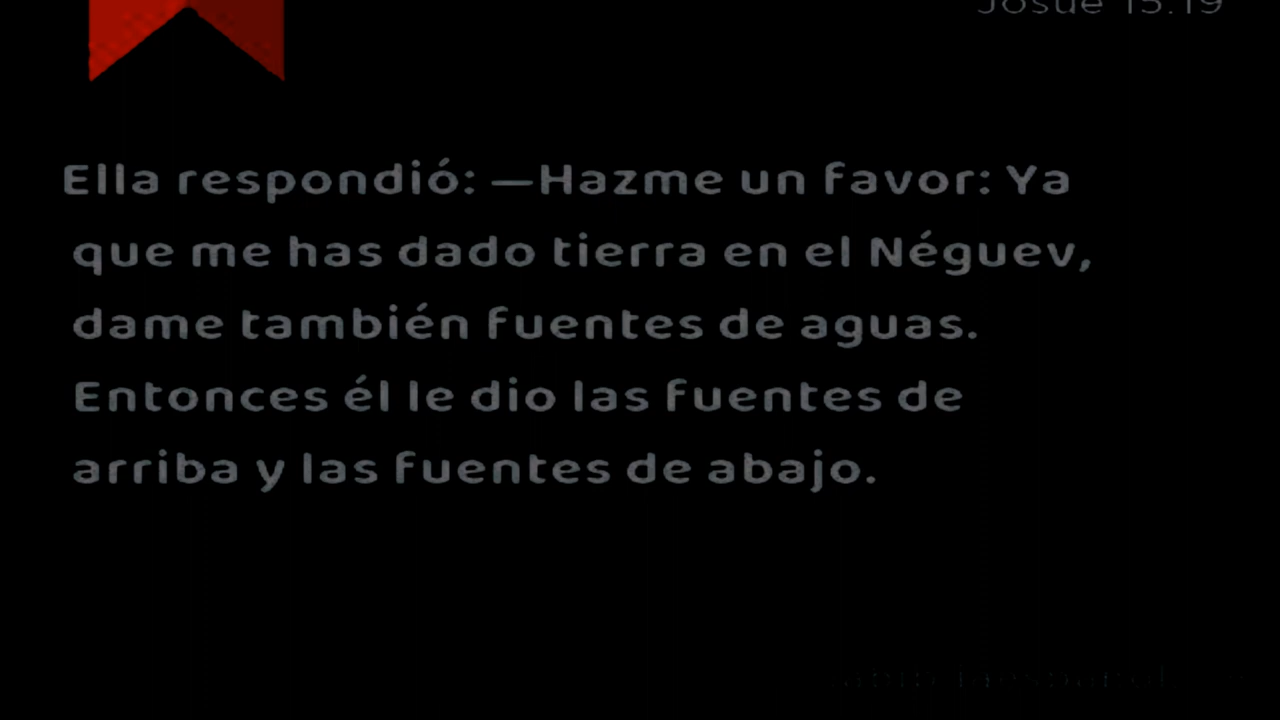 Josué 15:19
Ella respondió: —Hazme un favor: Ya
que me has dado tierra en el Néguev,
dame también fuentes de aguas.
Entonces él le dio las fuentes de
arriba y las fuentes de abajo.